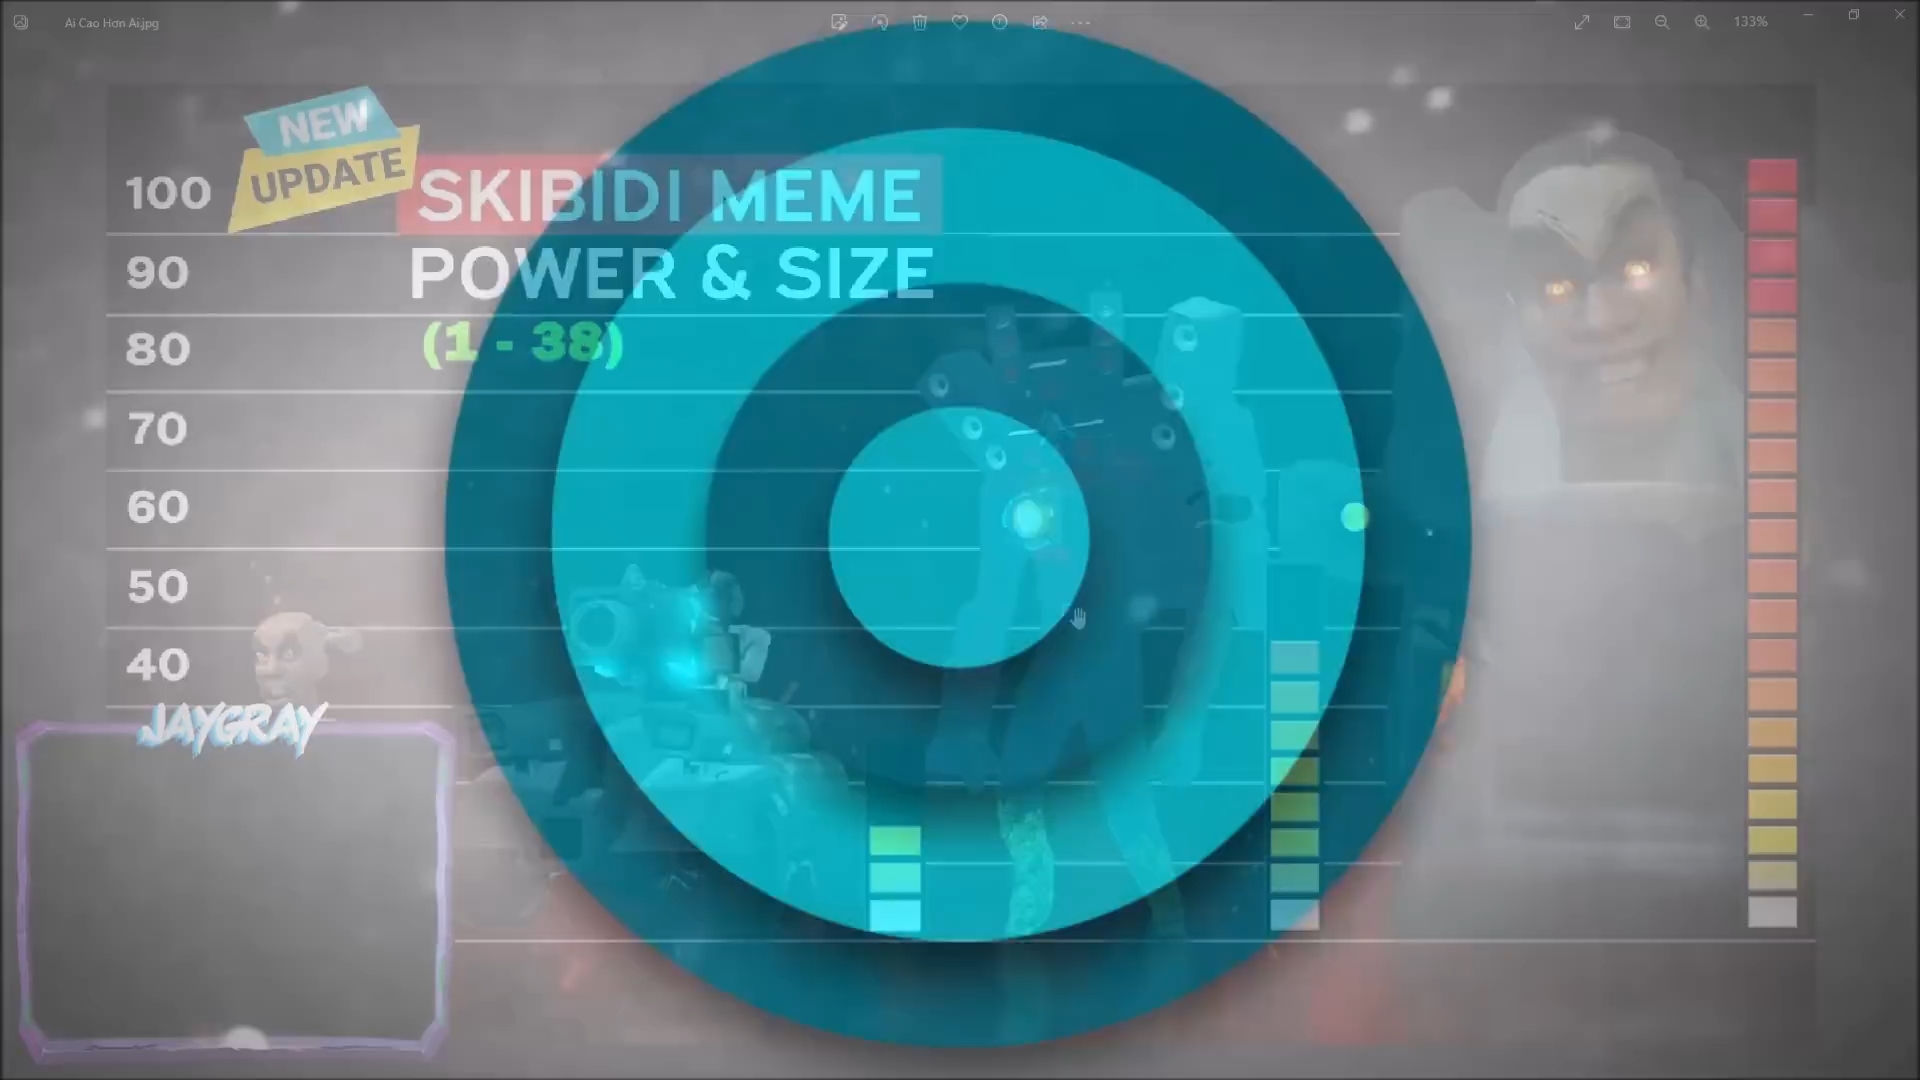 Ai Cao Hơn Ai.jpg
133%
NEW
UPDATE
SKIBIDI MEME
POWER & SIZE
(1 - 38)
100
90
80
70
60
50
40
JAYGRAY